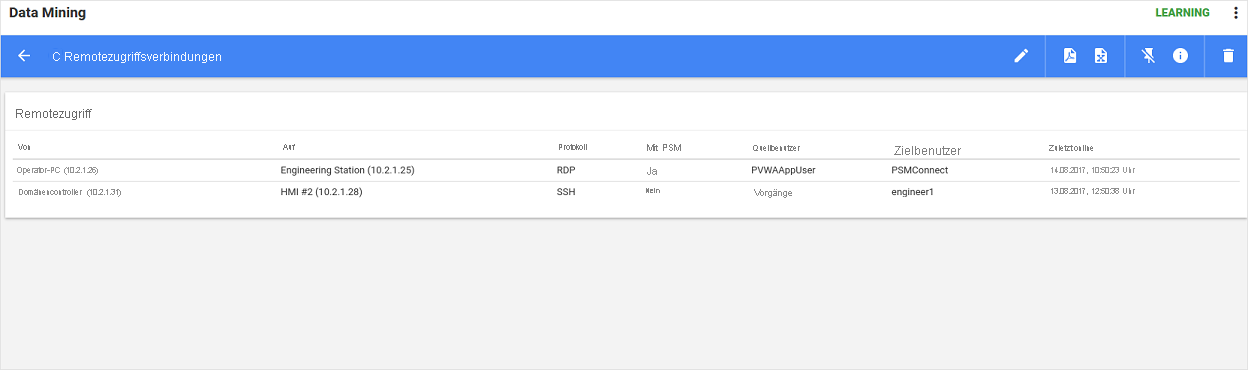 Data Mining LEARNING
C Remotezugriffsverbindungen
Remotezugriff
Von Auf Protokoll Mit PSM Quellbenutzer Zielbenutzer Zuletzt online
Operator-PC (10.2.1.26) Engineering Station (10.2.1.25) RDP Ja PVWAAppUser PSMConnect 14.08.2017, 10:50:23 Uhr
Domänencontroller (10.2.1.31) HMI #2 (10.2.1.28) SSH Nein Vorgänge engineer1 13.08.2017, 12:50:38 Uhr